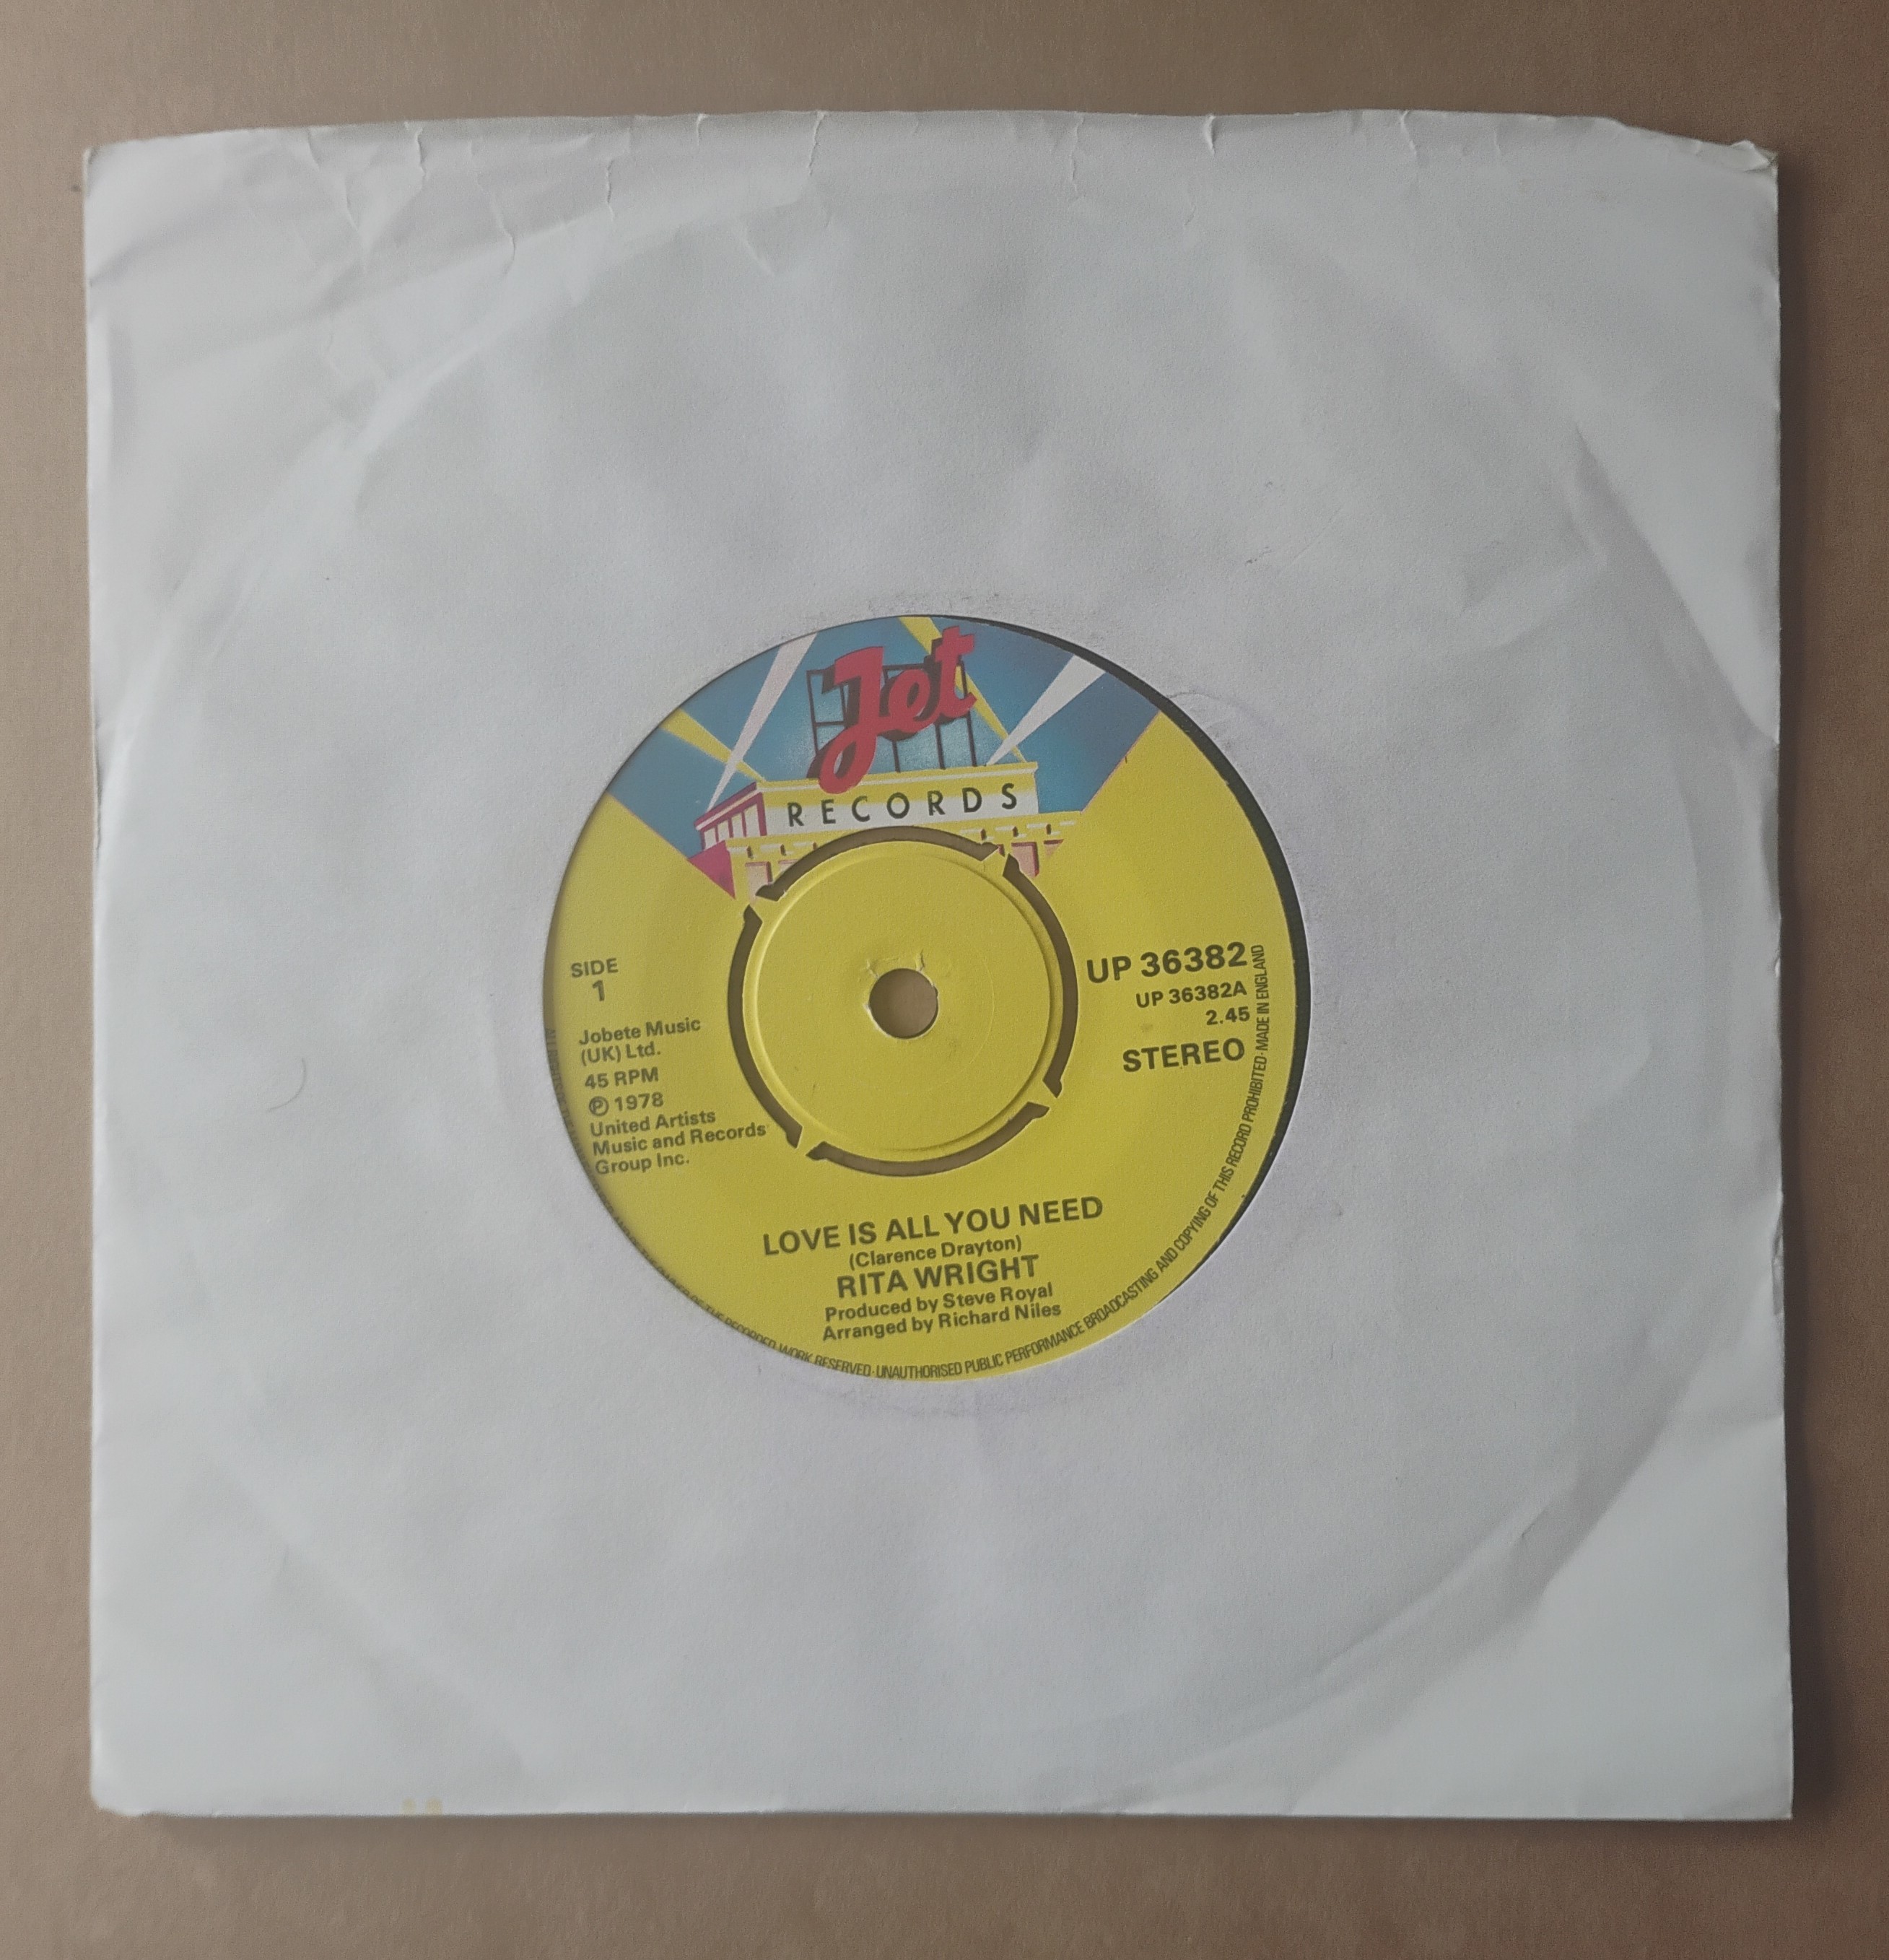 Jet
RECORDS
SIDE
1
Jobete Music
(UK) Ltd.
45 RPM
Ⓟ 1978
United Artists
Music and Records
Group Inc.
UP 36382
UP 36382A
2.45
STEREO
LOVE IS ALL YOU NEED
(Clarence Drayton)
RITA WRIGHT
Produced by Steve Royal
Arranged by Richard Niles
OF THE RECORDED WORK RESERVED·UNAUTHORISED PUBLIC PERFORMANCE BROADCASTING AND COPYING OF THIS RECORD PROHIBITED·MADE IN ENGLAND